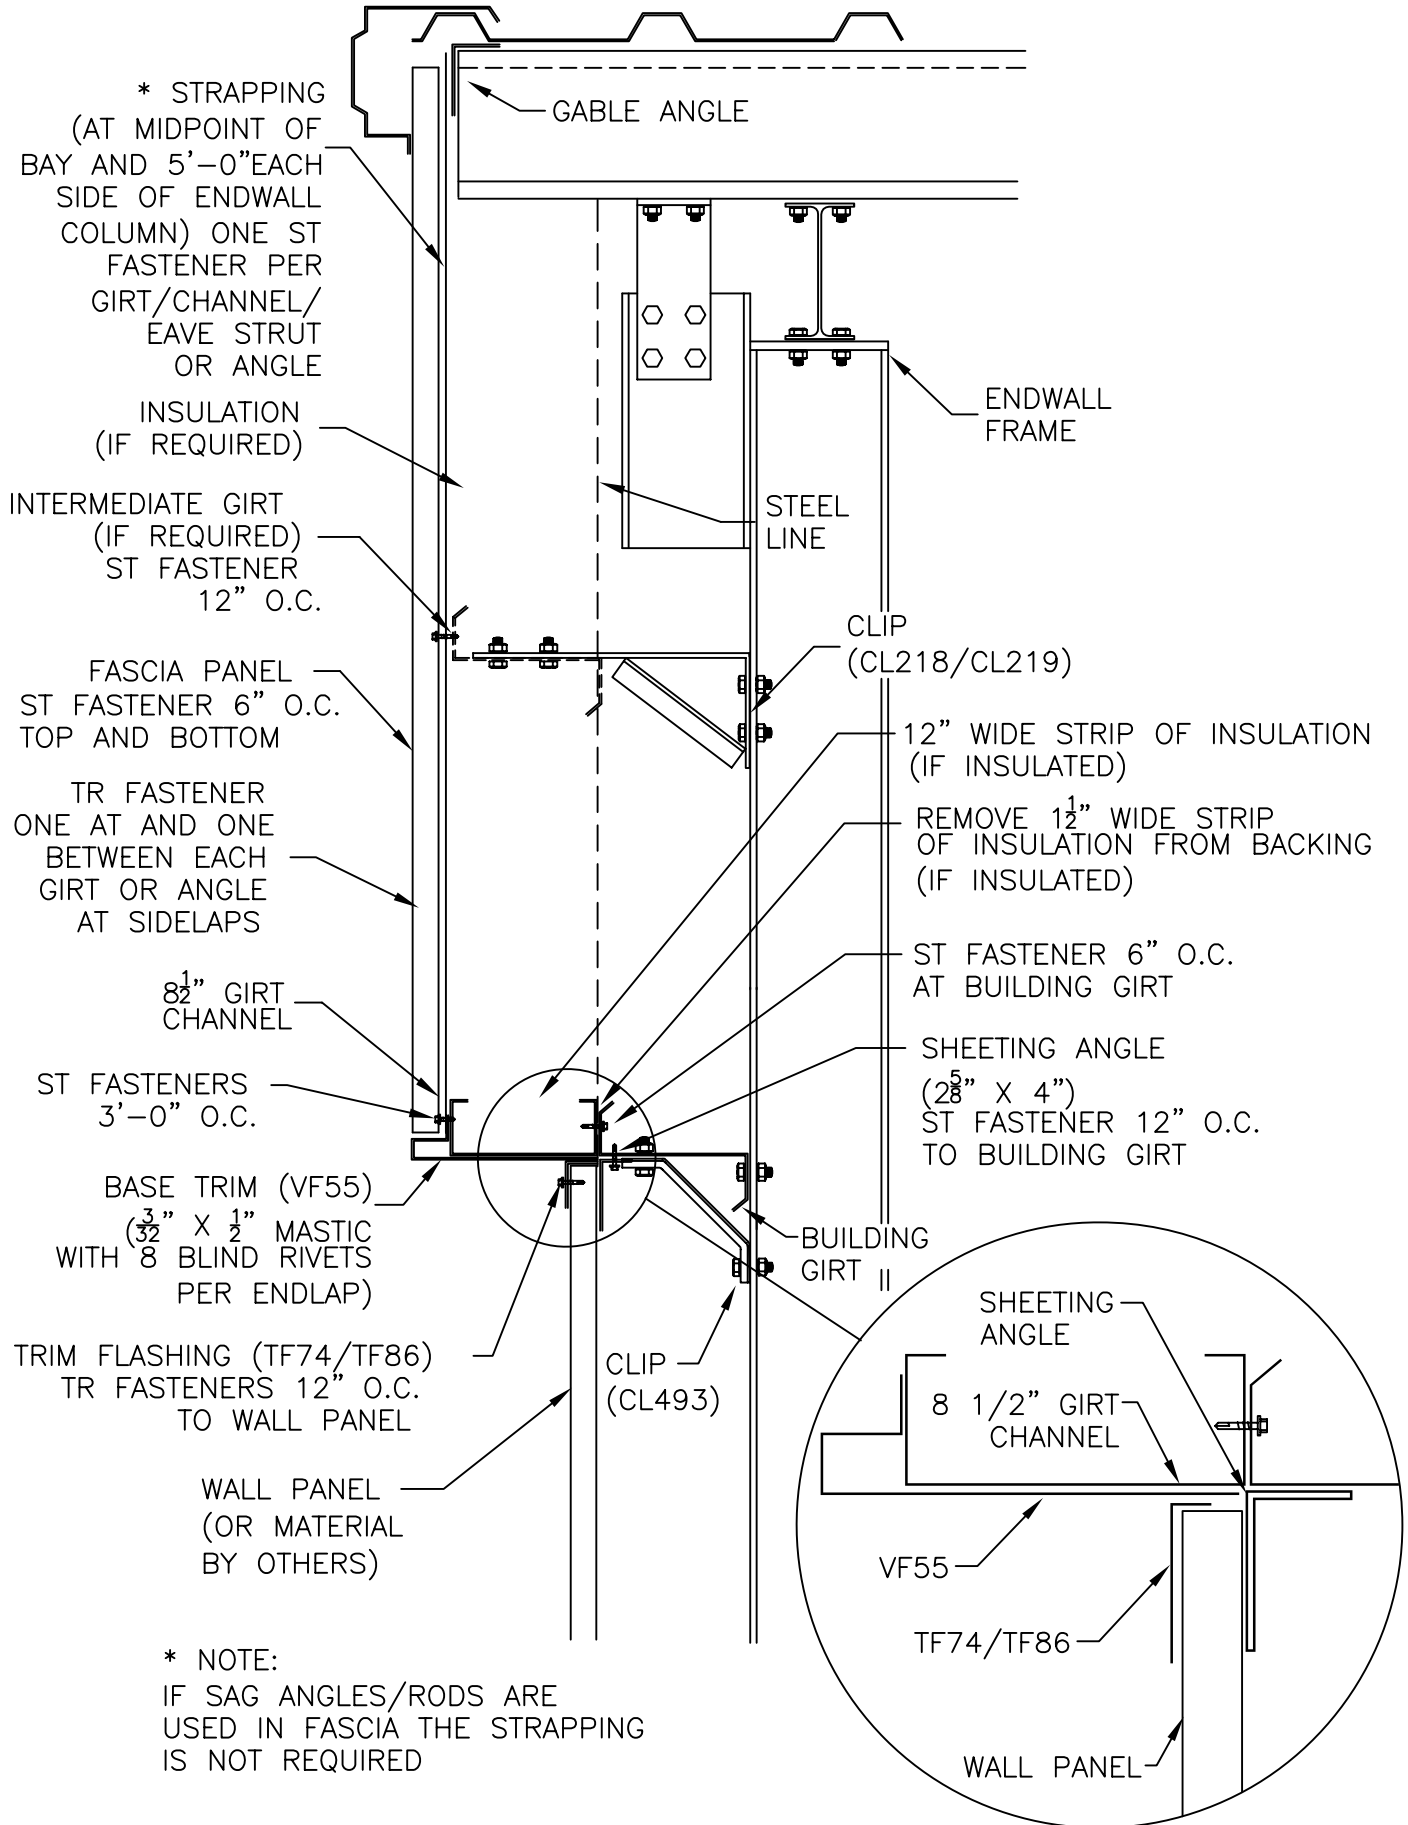 * STRAPPING
(AT MIDPOINT OF
BAY AND 5'-0"EACH
SIDE OF ENDWALL
COLUMN) ONE ST
FASTENER PER
GIRT/CHANNEL/
EAVE STRUT
OR ANGLE
GABLE ANGLE
INSULATION
(IF REQUIRED)
ENDWALL
FRAME
INTERMEDIATE GIRT
(IF REQUIRED)
ST FASTENER
12" O.C.
STEEL
LINE
FASCIA PANEL
ST FASTENER 6" O.C.
TOP AND BOTTOM
CLIP
(CL218/CL219)
12" WIDE STRIP OF INSULATION
(IF INSULATED)
TR FASTENER
ONE AT AND ONE
BETWEEN EACH
GIRT OR ANGLE
AT SIDELAPS
REMOVE 1 1/2" WIDE STRIP
OF INSULATION FROM BACKING
(IF INSULATED)
ST FASTENER 6" O.C.
AT BUILDING GIRT
8 1/2" GIRT
CHANNEL
SHEETING ANGLE
(2 5/8" X 4")
ST FASTENER 12" O.C.
TO BUILDING GIRT
ST FASTENERS
3'-0" O.C.
BASE TRIM (VF55)
(3/32" X 1/2" MASTIC
WITH 8 BLIND RIVETS
PER ENDLAP)
BUILDING
GIRT
TRIM FLASHING (TF74/TF86)
TR FASTENERS 12" O.C.
TO WALL PANEL
CLIP
(CL493)
WALL PANEL
(OR MATERIAL
BY OTHERS)
SHEETING
ANGLE
8 1/2" GIRT
CHANNEL
VF55
TF74/TF86
WALL PANEL
* NOTE:
IF SAG ANGLES/RODS ARE
USED IN FASCIA THE STRAPPING
IS NOT REQUIRED